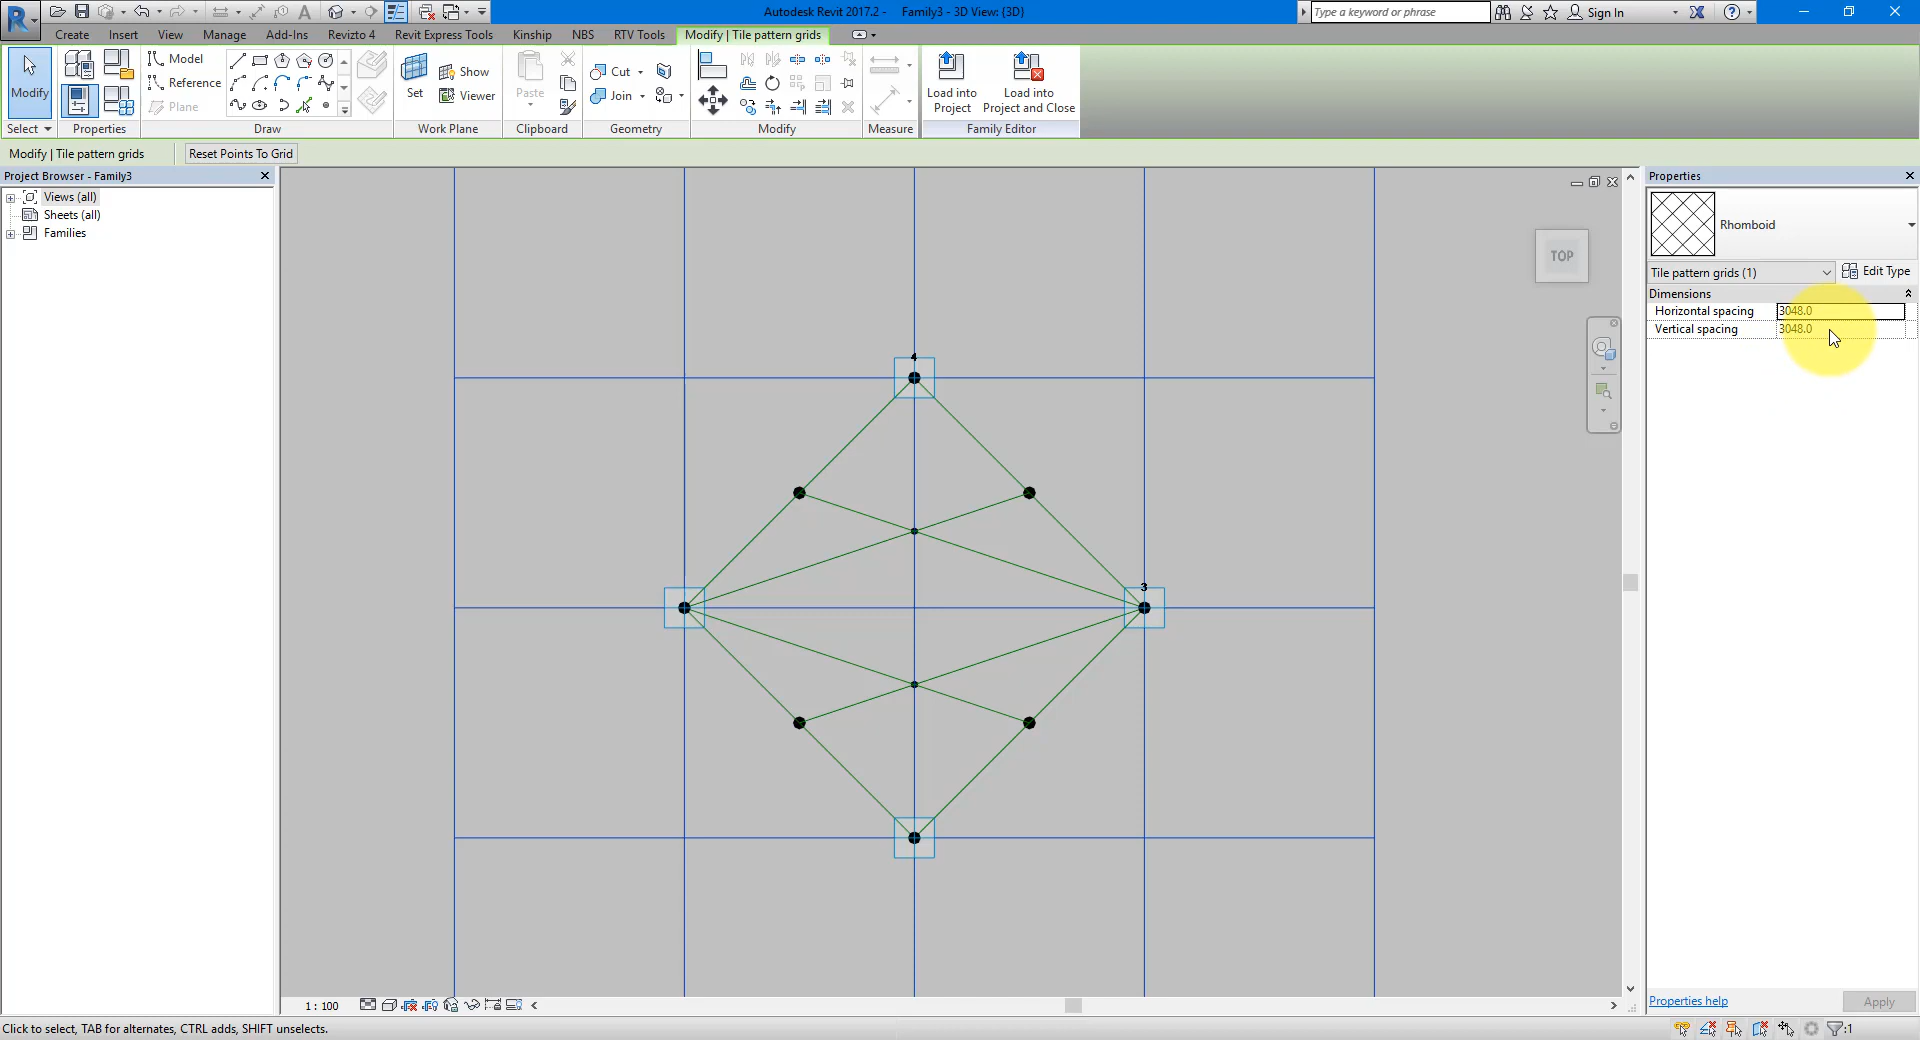 Autodesk Revit 2017.2 - Family3 - 3D View: {3D}
Type a keyword or phrase
Sign In
Create Insert View Manage Add-Ins Revizto 4 Revit Express Tools Kinship NBS RTV Tools Modify | Tile pattern grids
Modify
Model
Reference
Plane
Set
Show
Viewer
Paste
Cut
Join
Load into
Project
Load into
Project and Close
Select Properties Draw Work Plane Clipboard Geometry Modify Measure Family Editor
Modify | Tile pattern grids
Reset Points To Grid
Project Browser - Family3
Views (all)
Sheets (all)
Families
4
3
TOP
Properties
Rhomboid
Tile pattern grids (1)
Edit Type
Dimensions
Horizontal spacing 3048.0
Vertical spacing 3048.0
Properties help
Apply
1 : 100
Click to select, TAB for alternates, CTRL adds, SHIFT unselects.
:1